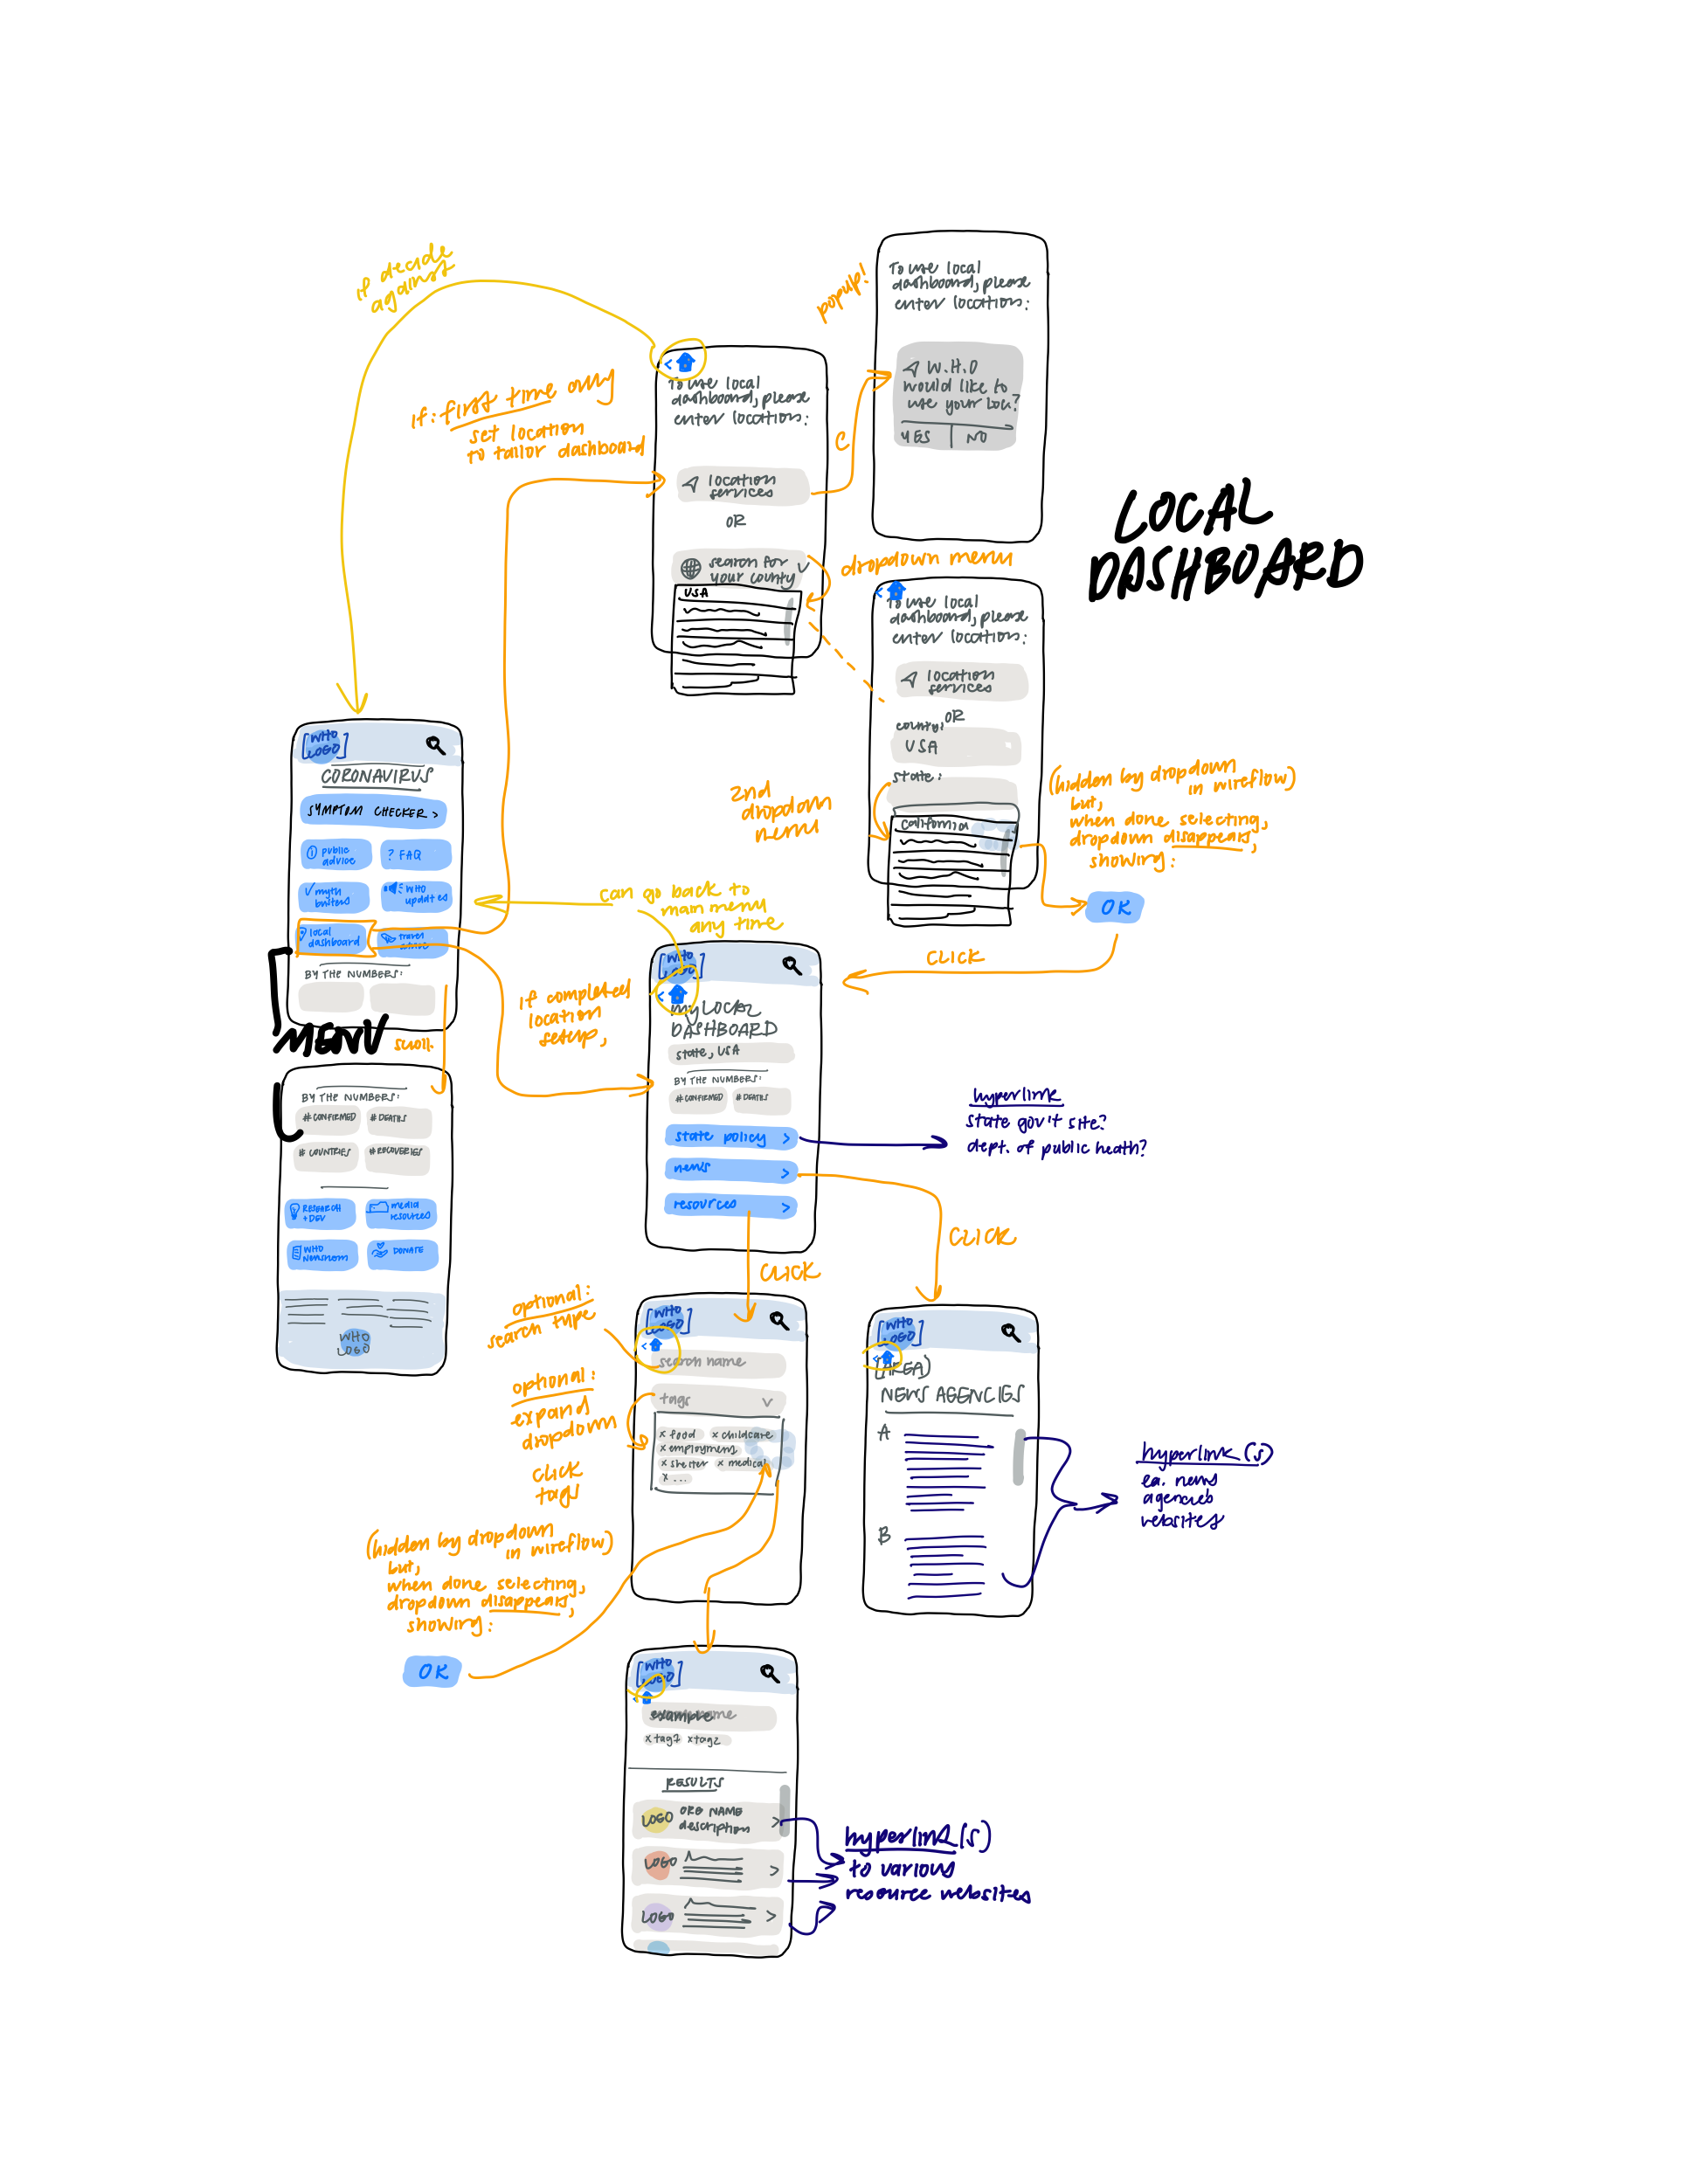 LOCAL
DASHBOARD
if decide
against
if: first time only
set location
to tailor dashboard
To use local
dashboard, please
enter location:
location
services
OR
search for
your county
USA
popup!
C
To use local
dashboard, please
enter location:
W.H.O
would like to
use your loc.?
YES NO
dropdown menu
To use local
dashboard, please
enter location:
location
services
OR
county:
USA
state:
California
2nd
dropdown
menu
(hidden by dropdown
in wireflow)
but,
when done selecting,
dropdown disappears,
showing:
OK
CLICK
[WHO
LOGO]
CORONAVIRUS
SYMPTOM CHECKER >
public
advice
? FAQ
myth
busters
WHO
updates
local
dashboard
travel
BY THE NUMBERS:
MENU
scroll
BY THE NUMBERS:
# CONFIRMED
# DEATHS
# COUNTRIES
# RECOVERIES
RESEARCH
+ DEV
media
resources
WHO
Newsroom
DONATE
WHO
LOGO
can go back to
main menu
any time
if completed
location
setup,
[WHO
LOGO]
my LOCAL
DASHBOARD
state, USA
BY THE NUMBERS:
# CONFIRMED
# DEATHS
state policy >
news >
resources >
hyperlink
state gov't site?
dept. of public heath?
CLICK
CLICK
optional:
search type
optional:
expand
dropdown
click
tags
[WHO
LOGO]
search name
tags
x food x childcare
x employment
x shelter x medical
x ...
(hidden by dropdown
in wireflow)
but,
when done selecting,
dropdown disappears,
showing:
OK
[WHO
LOGO]
(AREA)
NEWS AGENCIES
A
B
hyperlink(s)
ea. news
agencies
websites
[WHO
LOGO]
example
x tag1 x tag2
RESULTS
LOGO ORG NAME
description >
LOGO >
LOGO >
hyperlink(s)
to various
resource websites